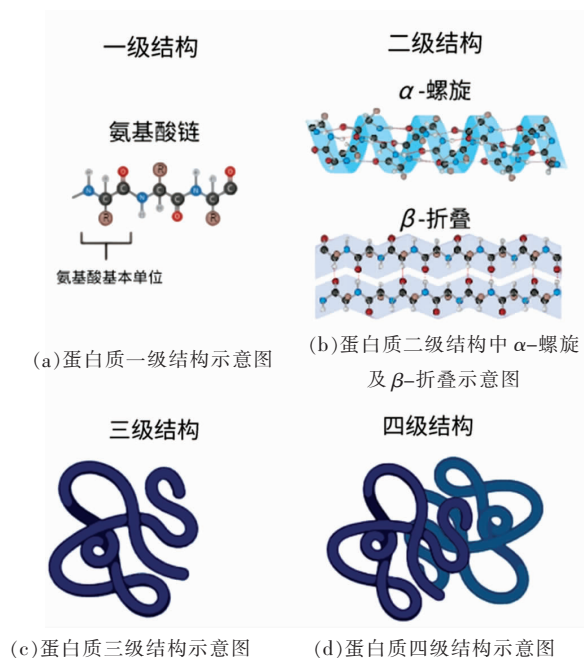 一级结构
氨基酸链
H
H
O
H
R
H
O
N
C
C
N
C
C
N
C
C
R
H
H
O
R
氨基酸基本单位
(a)蛋白质一级结构示意图
二级结构
α-螺旋
β-折叠
(b)蛋白质二级结构中α-螺旋
及β-折叠示意图
三级结构
(c)蛋白质三级结构示意图
四级结构
(d)蛋白质四级结构示意图